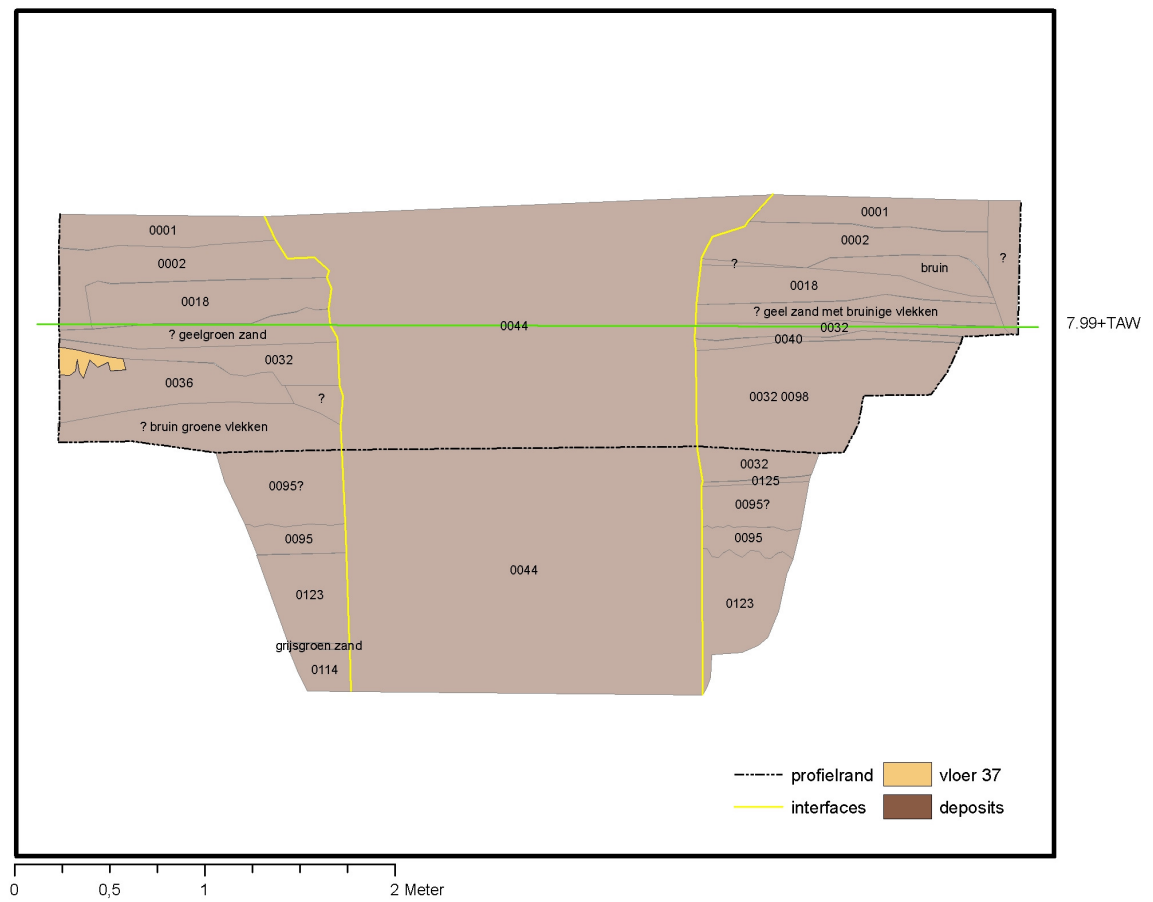 0001
0001
0002
0002
?
?
bruin
0018
0018
? geel zand met bruinige vlekken
0044
0032
7.99+TAW
? geelgroen zand
0040
0032
0036
?
0032 0098
? bruin groene vlekken
0032
0125
0095?
0095?
0095
0095
0044
0123
0123
grijsgroen zand
0114
profielrand
vloer 37
interfaces
deposits
0
0,5
1
2 Meter